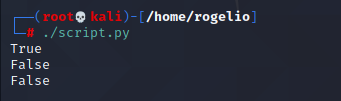 ┌──(root💀kali)-[/home/rogelio]
└─# ./script.py
True
False
False